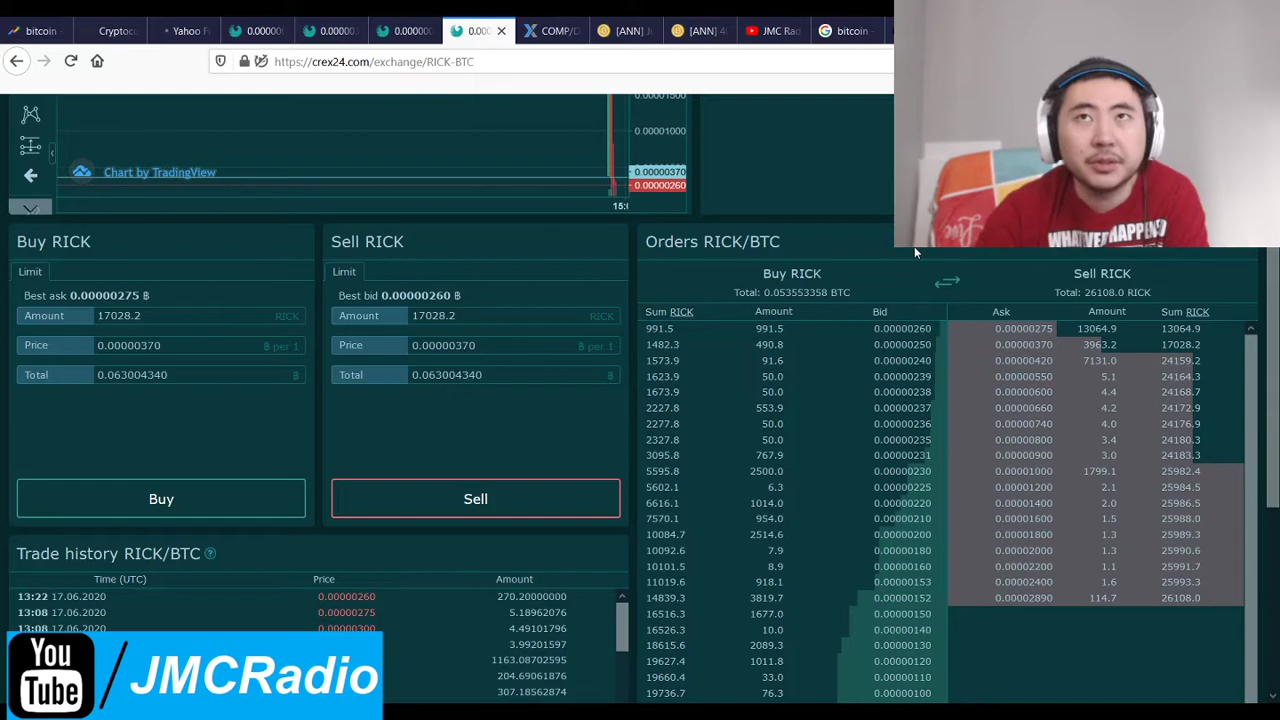 bitcoin -
Cryptoc
Yahoo F
0.00000
0.00000
0.00000
0.000
COMP/D
[ANN] J
[ANN] 4
JMC Rad
bitcoin -
https://crex24.com/exchange/RICK-BTC
0.00001500
0.00001000
Chart by TradingView
0.00000370
0.00000260
15:0
WHATEVER HAPPENED
Buy RICK
Sell RICK
Orders RICK/BTC
Limit
Limit
Buy RICK
Sell RICK
Total: 0.053553358 BTC
Total: 26108.0 RICK
Best ask 0.00000275 ฿
Best bid 0.00000260 ฿
Amount 17028.2 RICK
Amount 17028.2 RICK
Price 0.00000370 ฿ per 1
Price 0.00000370 ฿ per 1
Total 0.063004340 ฿
Total 0.063004340 ฿
Buy
Sell
Sum RICK Amount Bid Ask Amount Sum RICK
991.5 991.5 0.00000260 0.00000275 13064.9 13064.9
1482.3 490.8 0.00000250 0.00000370 3963.2 17028.2
1573.9 91.6 0.00000240 0.00000420 7131.0 24159.2
1623.9 50.0 0.00000239 0.00000550 5.1 24164.3
1673.9 50.0 0.00000238 0.00000600 4.4 24168.7
2227.8 553.9 0.00000237 0.00000660 4.2 24172.9
2277.8 50.0 0.00000236 0.00000740 4.0 24176.9
2327.8 50.0 0.00000235 0.00000800 3.4 24180.3
3095.8 767.9 0.00000231 0.00000900 3.0 24183.3
5595.8 2500.0 0.00000230 0.00001000 1799.1 25982.4
5602.1 6.3 0.00000225 0.00001200 2.1 25984.5
6616.1 1014.0 0.00000220 0.00001400 2.0 25986.5
7570.1 954.0 0.00000210 0.00001600 1.5 25988.0
10084.7 2514.6 0.00000200 0.00001800 1.3 25989.3
10092.6 7.9 0.00000180 0.00002000 1.3 25990.6
10101.5 8.9 0.00000160 0.00002200 1.1 25991.7
11019.6 918.1 0.00000153 0.00002400 1.6 25993.3
14839.3 3819.7 0.00000152 0.00002890 114.7 26108.0
16516.3 1677.0 0.00000150
16526.3 10.0 0.00000140
18615.6 2089.3 0.00000130
19627.4 1011.8 0.00000120
19660.4 33.0 0.00000110
19736.7 76.3 0.00000100
Trade history RICK/BTC ?
Time (UTC) Price Amount
13:22 17.06.2020 0.00000260 270.20000000
13:08 17.06.2020 0.00000275 5.18962076
13:08 17.06.2020 0.00000300 4.49101796
3.99201597
1163.08702595
204.69061576
307.18562874
You Tube / JMCRadio